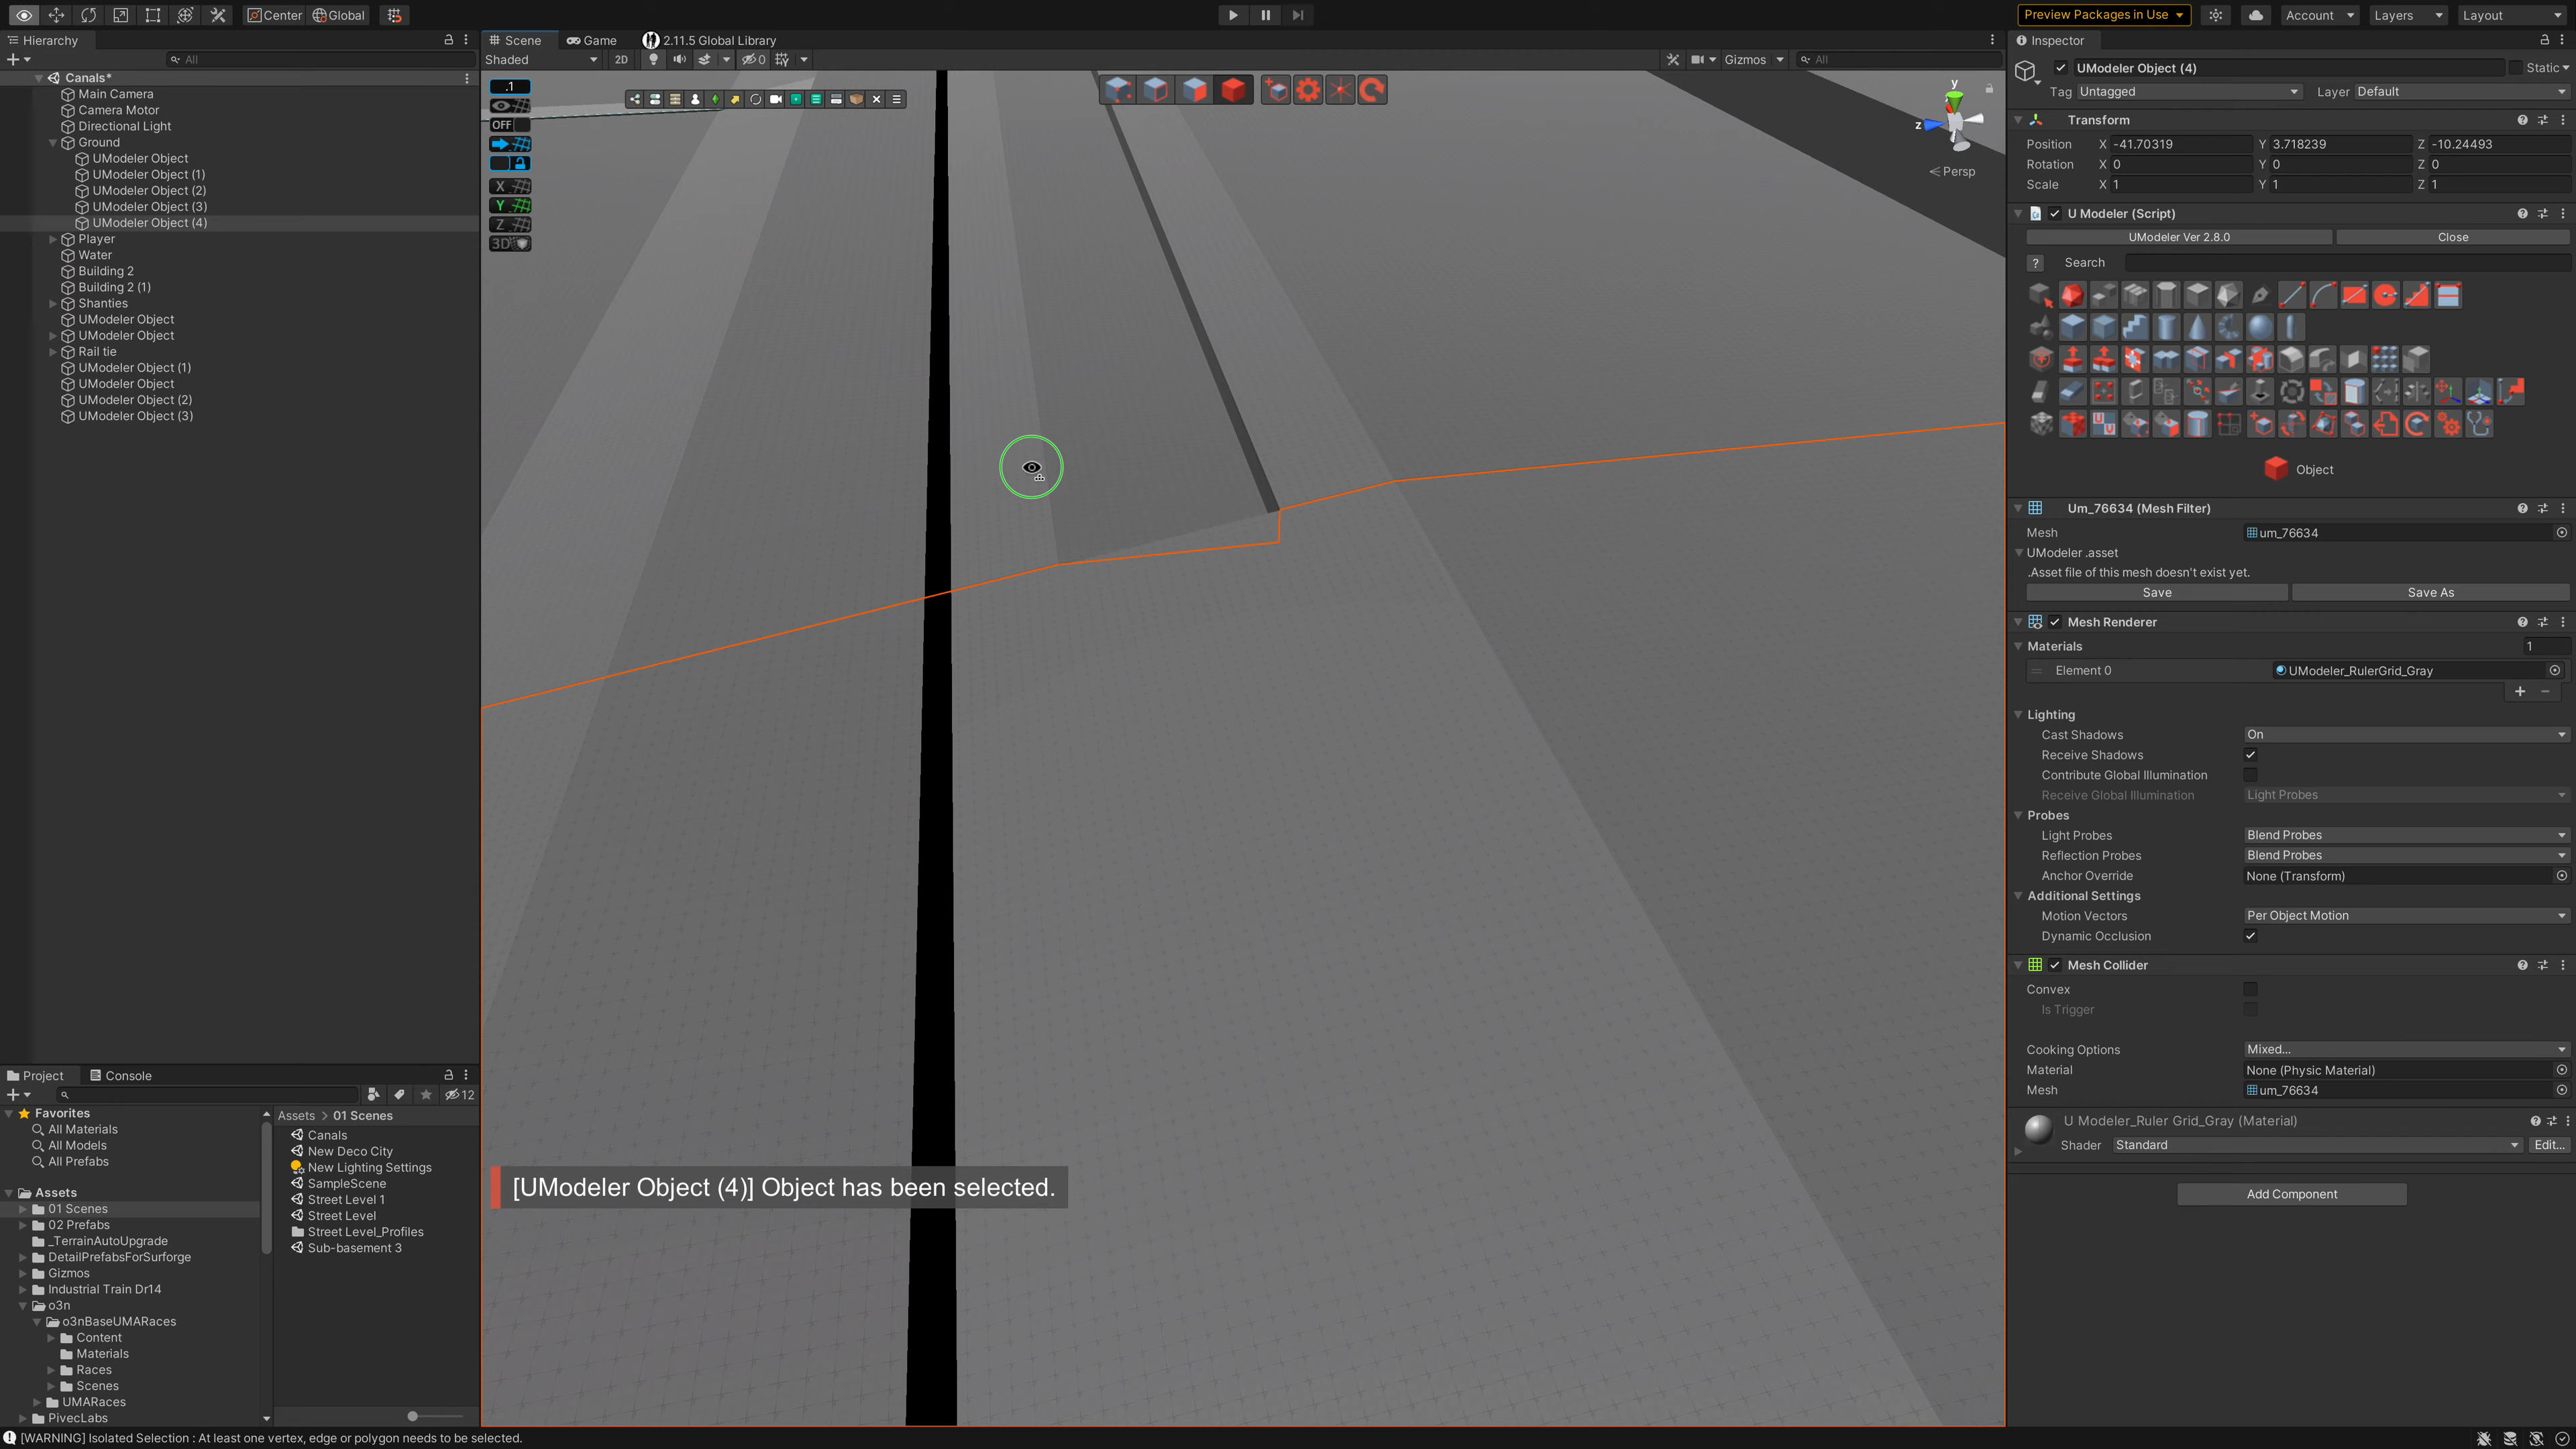 Center
Global
Preview Packages in Use
Account
Layers
Layout
Hierarchy
All
Canals*
Main Camera
Camera Motor
Directional Light
Ground
UModeler Object
UModeler Object (1)
UModeler Object (2)
UModeler Object (3)
UModeler Object (4)
Player
Water
Building 2
Building 2 (1)
Shanties
UModeler Object
UModeler Object
Rail tie
UModeler Object (1)
UModeler Object
UModeler Object (2)
UModeler Object (3)
Scene
Game
2.11.5 Global Library
Shaded
2D
0
Gizmos
All
.1
OFF
X
Y
Z
3D
y
z
Persp
[UModeler Object (4)] Object has been selected.
Inspector
UModeler Object (4)
Static
Tag Untagged
Layer Default
Transform
Position X -41.70319 Y 3.718239 Z -10.24493
Rotation X 0 Y 0 Z 0
Scale X 1 Y 1 Z 1
U Modeler (Script)
UModeler Ver 2.8.0
Close
? Search
Object
Um_76634 (Mesh Filter)
Mesh um_76634
UModeler .asset
.Asset file of this mesh doesn't exist yet.
Save
Save As
Mesh Renderer
Materials 1
Element 0 UModeler_RulerGrid_Gray
Lighting
Cast Shadows On
Receive Shadows
Contribute Global Illumination
Receive Global Illumination Light Probes
Probes
Light Probes Blend Probes
Reflection Probes Blend Probes
Anchor Override None (Transform)
Additional Settings
Motion Vectors Per Object Motion
Dynamic Occlusion
Mesh Collider
Convex
Is Trigger
Cooking Options Mixed...
Material None (Physic Material)
Mesh um_76634
U Modeler_Ruler Grid_Gray (Material)
Shader Standard Edit...
Add Component
Project
Console
12
Favorites
All Materials
All Models
All Prefabs
Assets
01 Scenes
02 Prefabs
_TerrainAutoUpgrade
DetailPrefabsForSurforge
Gizmos
Industrial Train Dr14
o3n
o3nBaseUMARaces
Content
Materials
Races
Scenes
UMARaces
PivecLabs
Assets > 01 Scenes
Canals
New Deco City
New Lighting Settings
SampleScene
Street Level 1
Street Level
Street Level_Profiles
Sub-basement 3
[WARNING] Isolated Selection : At least one vertex, edge or polygon needs to be selected.